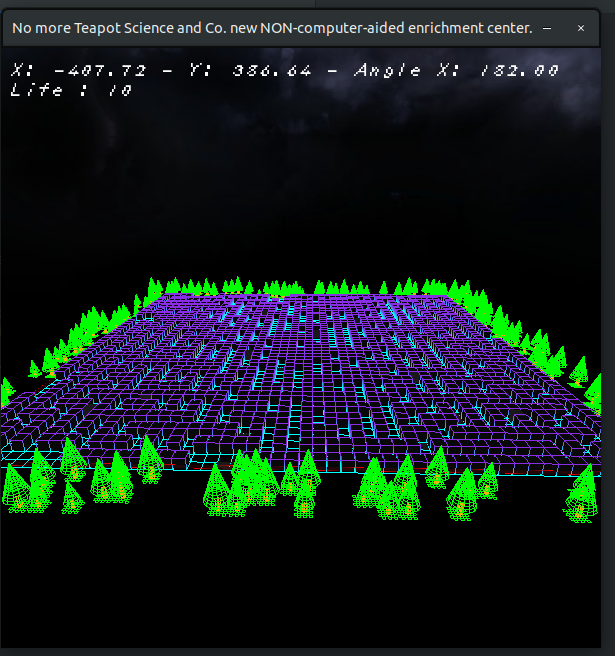 No more Teapot Science and Co. new NON-computer-aided enrichment center.
X: -407.72 - Y: 386.64 - Angle X: 182.00
Life : 10